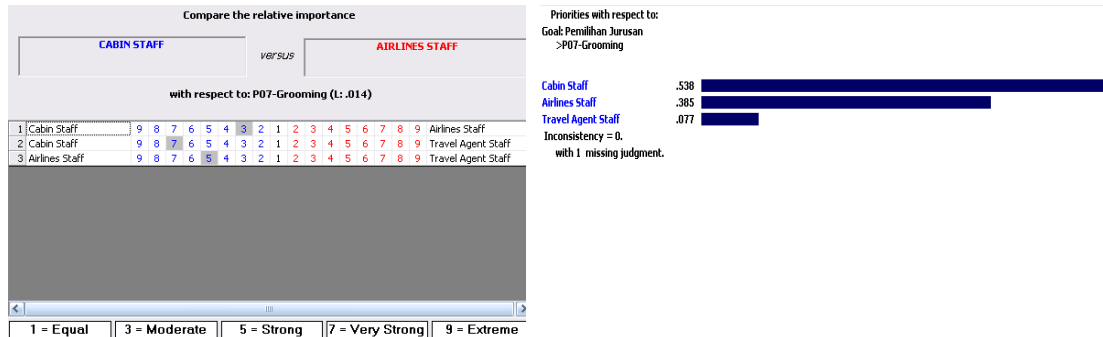 Compare the relative importance
CABIN STAFF
versus
AIRLINES STAFF
with respect to: P07-Grooming (L: .014)
1 Cabin Staff 9 8 7 6 5 4 3 2 1 2 3 4 5 6 7 8 9 Airlines Staff
2 Cabin Staff 9 8 7 6 5 4 3 2 1 2 3 4 5 6 7 8 9 Travel Agent Staff
3 Airlines Staff 9 8 7 6 5 4 3 2 1 2 3 4 5 6 7 8 9 Travel Agent Staff
1 = Equal 3 = Moderate 5 = Strong 7 = Very Strong 9 = Extreme
Priorities with respect to:
Goal: Pemilihan Jurusan
>P07-Grooming
Cabin Staff .538
Airlines Staff .385
Travel Agent Staff .077
Inconsistency = 0.
with 1 missing judgment.